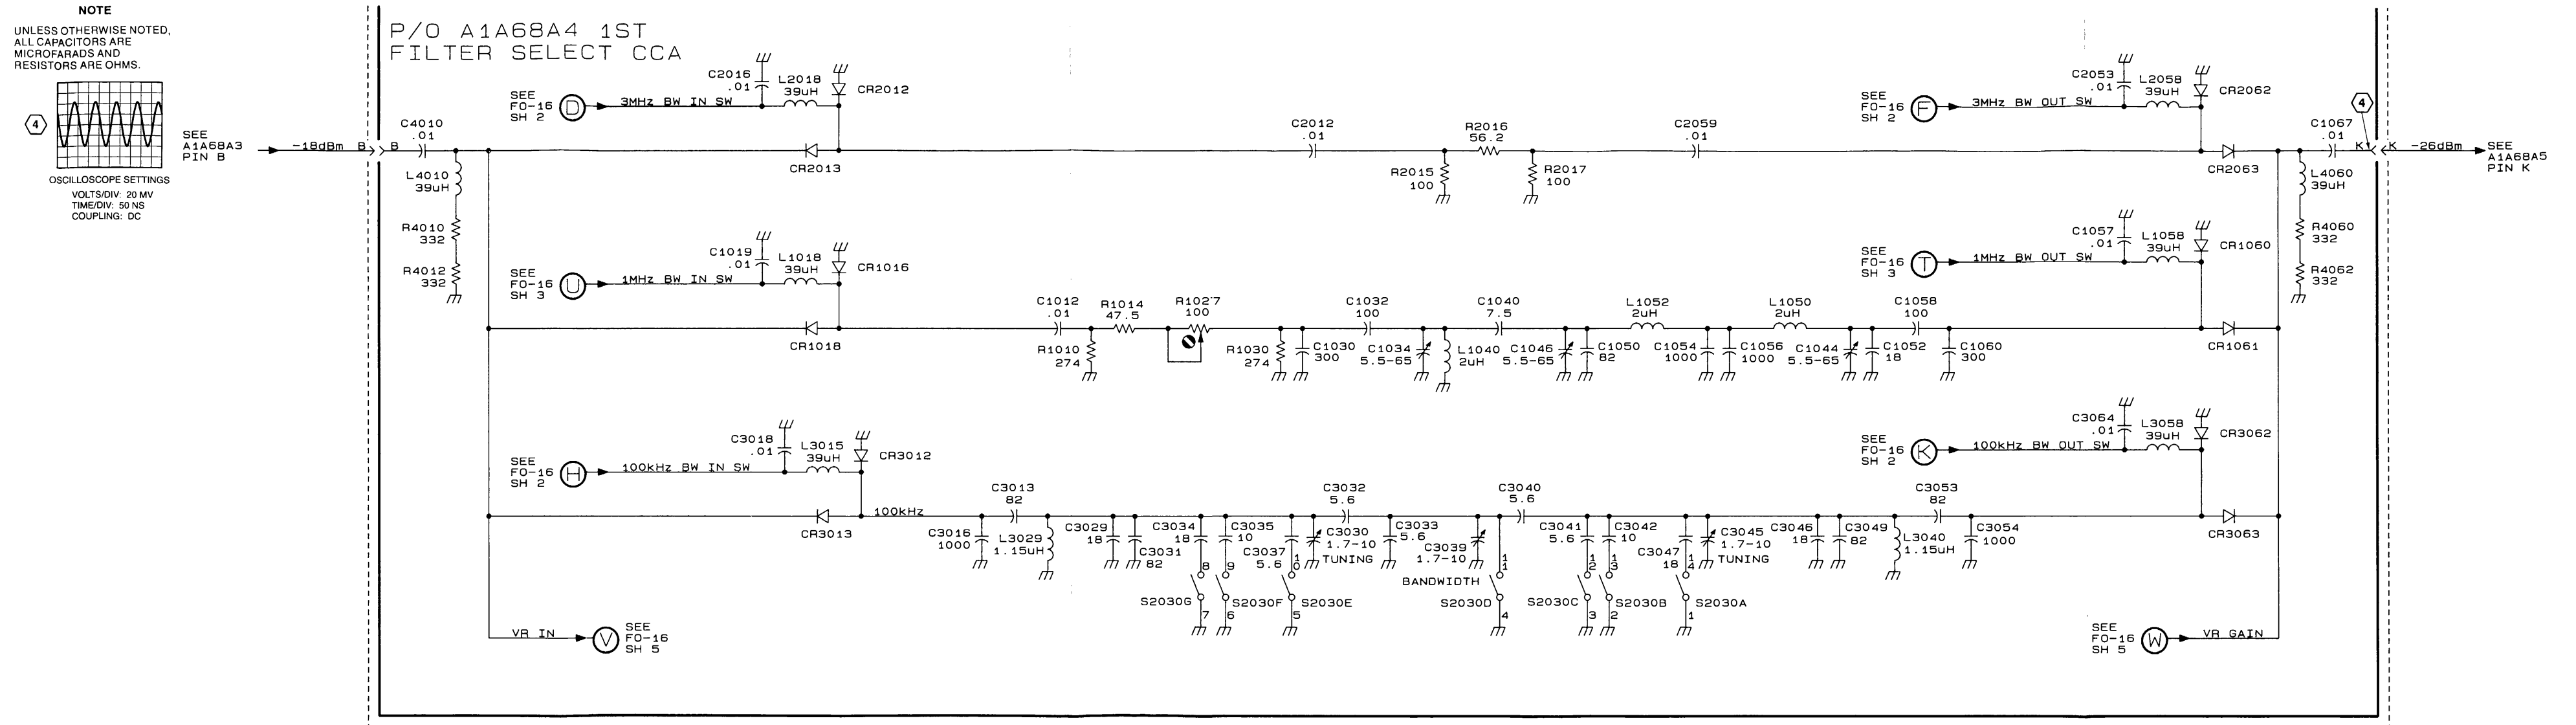 NOTE
UNLESS OTHERWISE NOTED,
ALL CAPACITORS ARE
MICROFARADS AND
RESISTORS ARE OHMS.
4
OSCILLOSCOPE SETTINGS
VOLTS/DIV: 20 MV
TIME/DIV: 50 NS
COUPLING: DC
P/O A1A68A4 1ST
FILTER SELECT CCA
SEE
A1A68A3
PIN B
-18dBm B B
C4010
.01
L4010
39uH
R4010
332
R4012
332
SEE
FO-16
SH 2
D
3MHz BW IN SW
C2016
.01
L2018
39uH
CR2012
CR2013
C2012
.01
R2015
100
R2016
56.2
R2017
100
C2059
.01
SEE
FO-16
SH 2
F
3MHz BW OUT SW
C2053
.01
L2058
39uH
CR2062
CR2063
4
C1067
.01
K K -26dBm
SEE
A1A68A5
PIN K
L4060
39uH
R4060
332
R4062
332
SEE
FO-16
SH 3
U
1MHz BW IN SW
C1019
.01
L1018
39uH
CR1016
CR1018
C1012
.01
R1010
274
R1014
47.5
R1027
100
R1030
274
C1030
300
C1032
100
C1034
5.5-65
L1040
2uH
C1040
7.5
C1046
5.5-65
C1050
82
L1052
2uH
C1054
1000
C1056
1000
L1050
2uH
C1044
5.5-65
C1052
18
C1058
100
C1060
300
SEE
FO-16
SH 3
T
1MHz BW OUT SW
C1057
.01
L1058
39uH
CR1060
CR1061
SEE
FO-16
SH 2
H
100kHz BW IN SW
C3018
.01
L3015
39uH
CR3012
CR3013
100kHz
C3016
1000
C3013
82
L3029
1.15uH
C3029
18
C3031
82
C3034
18
C3035
10
C3037
5.6
C3030
1.7-10
TUNING
C3032
5.6
C3033
5.6
C3039
1.7-10
BANDWIDTH
C3040
5.6
C3041
5.6
C3042
10
C3047
18
C3045
1.7-10
TUNING
C3046
18
C3049
82
L3040
1.15uH
C3053
82
C3054
1000
8
S2030G
7
9
S2030F
6
10
S2030E
5
11
S2030D
4
12
S2030C
3
13
S2030B
2
14
S2030A
1
SEE
FO-16
SH 2
K
100kHz BW OUT SW
C3064
.01
L3058
39uH
CR3062
CR3063
VR IN
V
SEE
FO-16
SH 5
SEE
FO-16
SH 5
W
VR GAIN